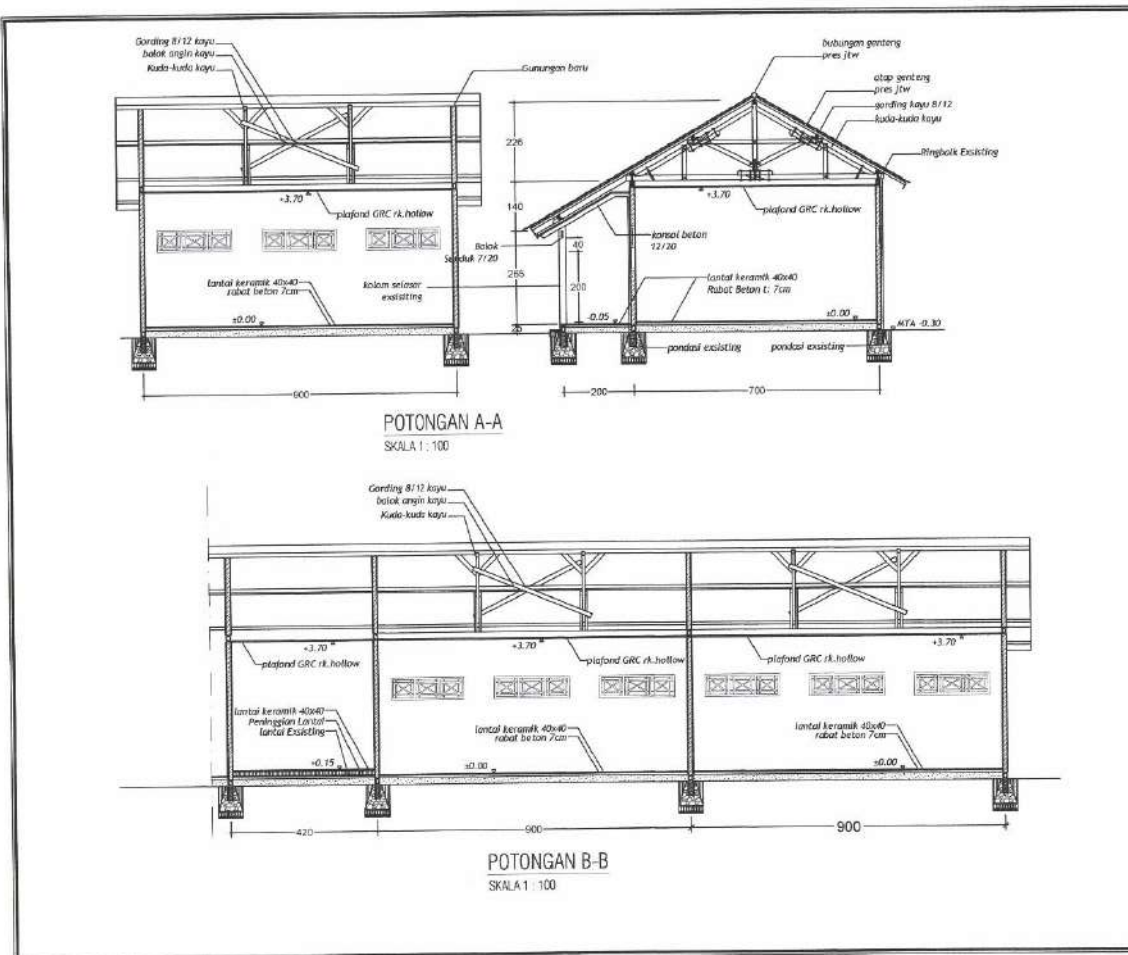 Gording 8/12 kayu
balok angin kayu
Kuda-kuda kayu
Gunungan baru
+3.70
plafond GRC rk.hollow
lantai keramik 40x40
rabat beton 7cm
±0.00
900
bubungan genteng
pres jtw
atap genteng
pres jtw
gording kayu 8/12
kuda-kuda kayu
Ringbalk Exsisting
226
140
265
+3.70
plafond GRC rk.hollow
konsol beton
12/20
Balok
7/20
40
200
kolom selasar
exsisiting
lantai keramik 40x40
Rabat Beton t: 7cm
-0.05
±0.00
MTA -0.30
pondasi exsisting
pondasi exsisting
200
700
POTONGAN A-A
SKALA 1 : 100
Gording 8/12 kayu
balok angin kayu
Kuda-kuda kayu
+3.70
plafond GRC rk.hollow
+3.70
plafond GRC rk.hollow
plafond GRC rk.hollow
+3.70
lantai keramik 40x40
Peninggian Lantai
lantai Exsisting
+0.15
lantai keramik 40x40
rabat beton 7cm
±0.00
lantai keramik 40x40
rabat beton 7cm
±0.00
420
900
900
POTONGAN B-B
SKALA 1 : 100